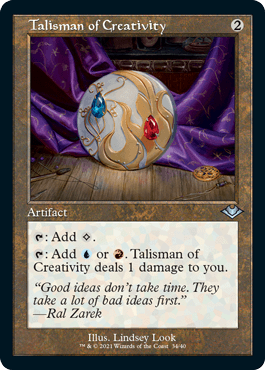 Talisman of Creativity 2
Artifact
: Add .
: Add or . Talisman of
Creativity deals 1 damage to you.
“Good ideas don’t take time. They
take a lot of bad ideas first.”
—Ral Zarek
Illus. Lindsey Look
™ & © 2021 Wizards of the Coast 34/40